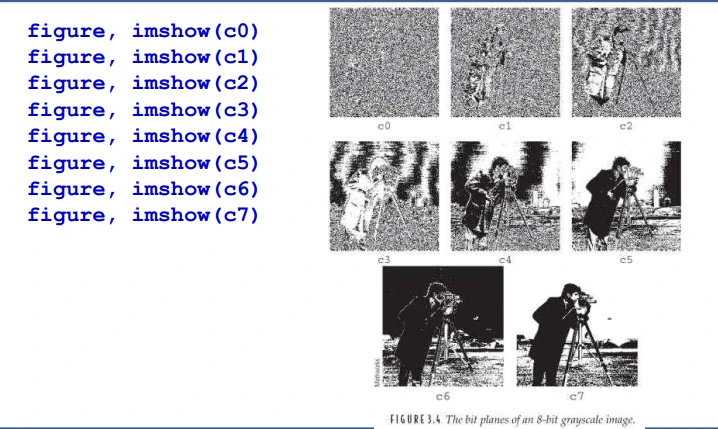 figure, imshow(c0)
figure, imshow(c1)
figure, imshow(c2)
figure, imshow(c3)
figure, imshow(c4)
figure, imshow(c5)
figure, imshow(c6)
figure, imshow(c7)
c0 c1 c2
c3 c4 c5
Mathworks
c6 c7
FIGURE 3.4 The bit planes of an 8-bit grayscale image.